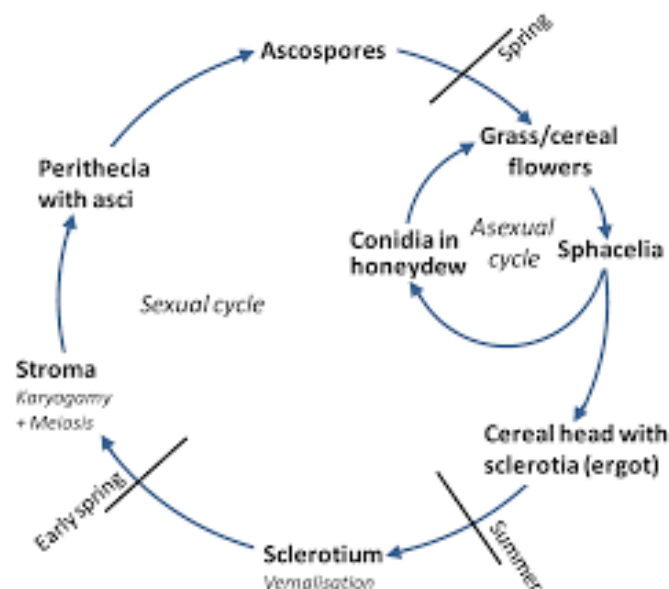 Ascospores
Spring
Grass/cereal
flowers
Perithecia
with asci
Conidia in
honeydew
Asexual
cycle
Sphacelia
Sexual cycle
Stroma
Karyogamy
+ Meiosis
Cereal head with
sclerotia (ergot)
Early spring
Sclerotium
Vernalisation
Summer